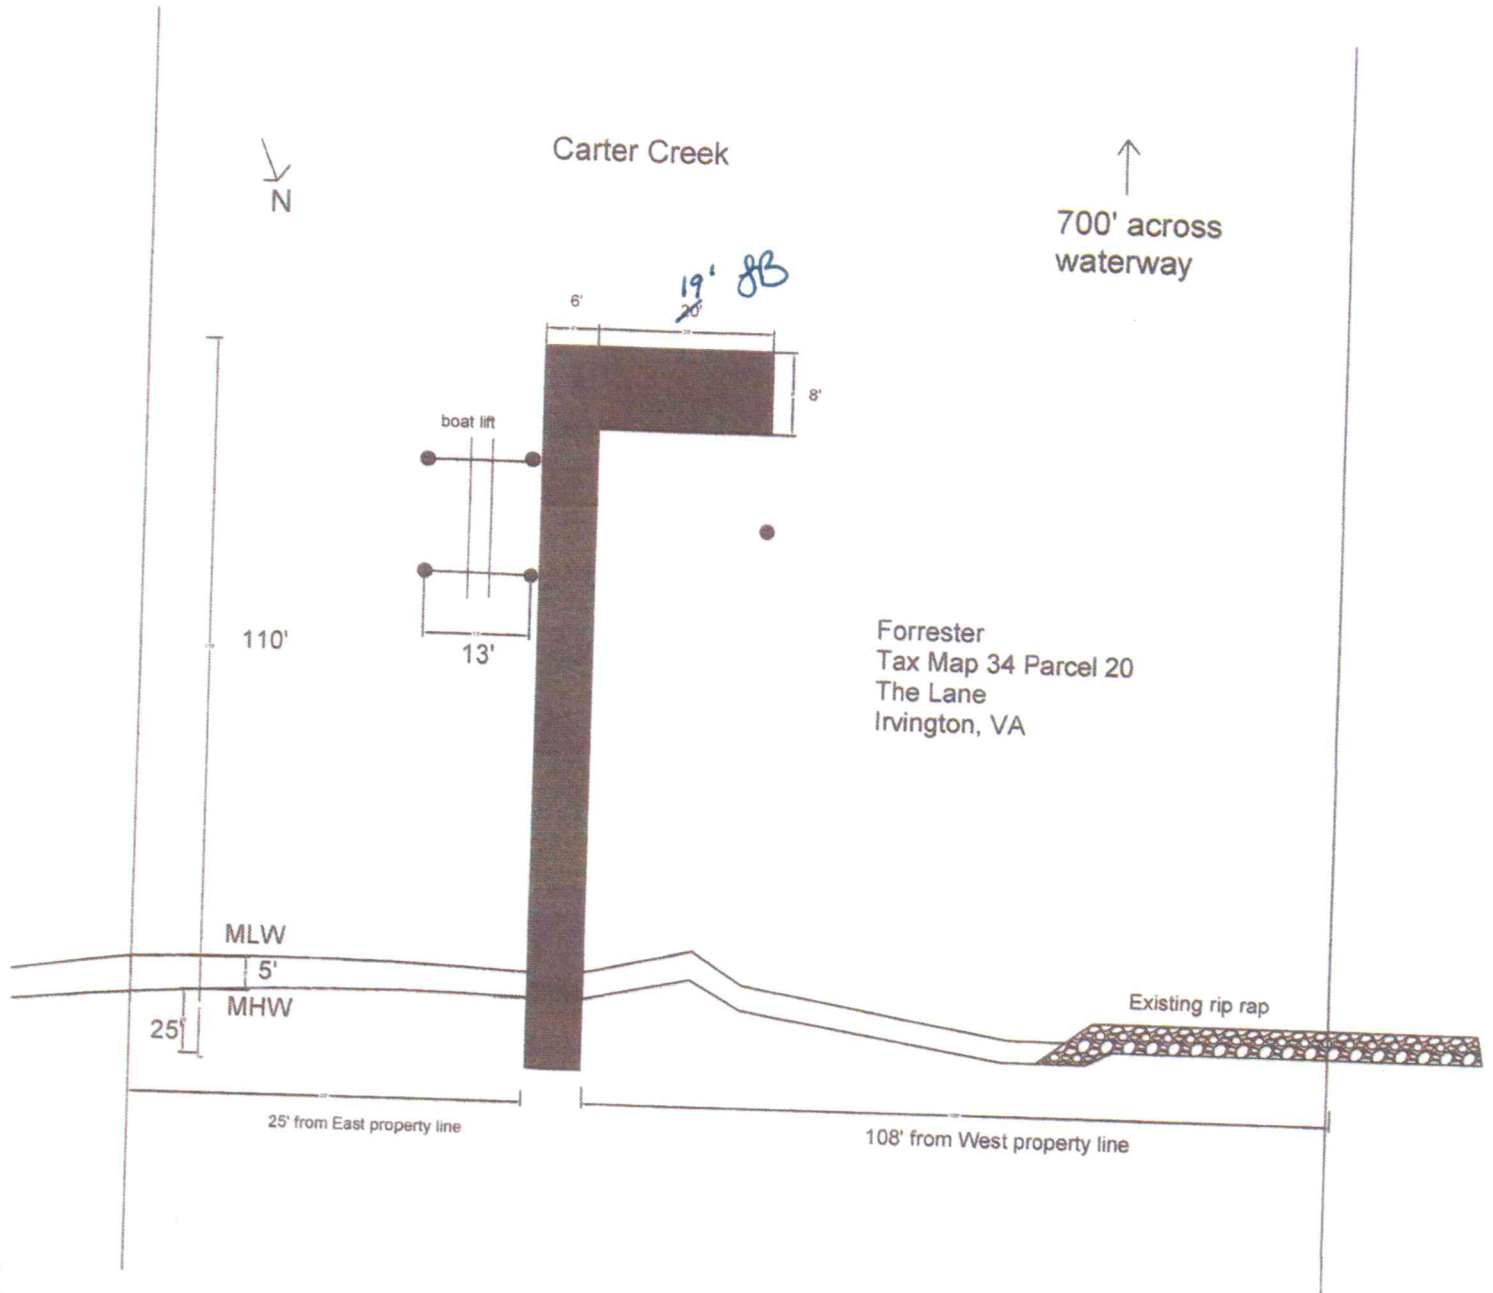 Carter Creek
N
700' across
waterway
19' JB
6'
20'
8'
boat lift
110'
13'
Forrester
Tax Map 34 Parcel 20
The Lane
Irvington, VA
MLW
5'
MHW
25'
Existing rip rap
25' from East property line
108' from West property line